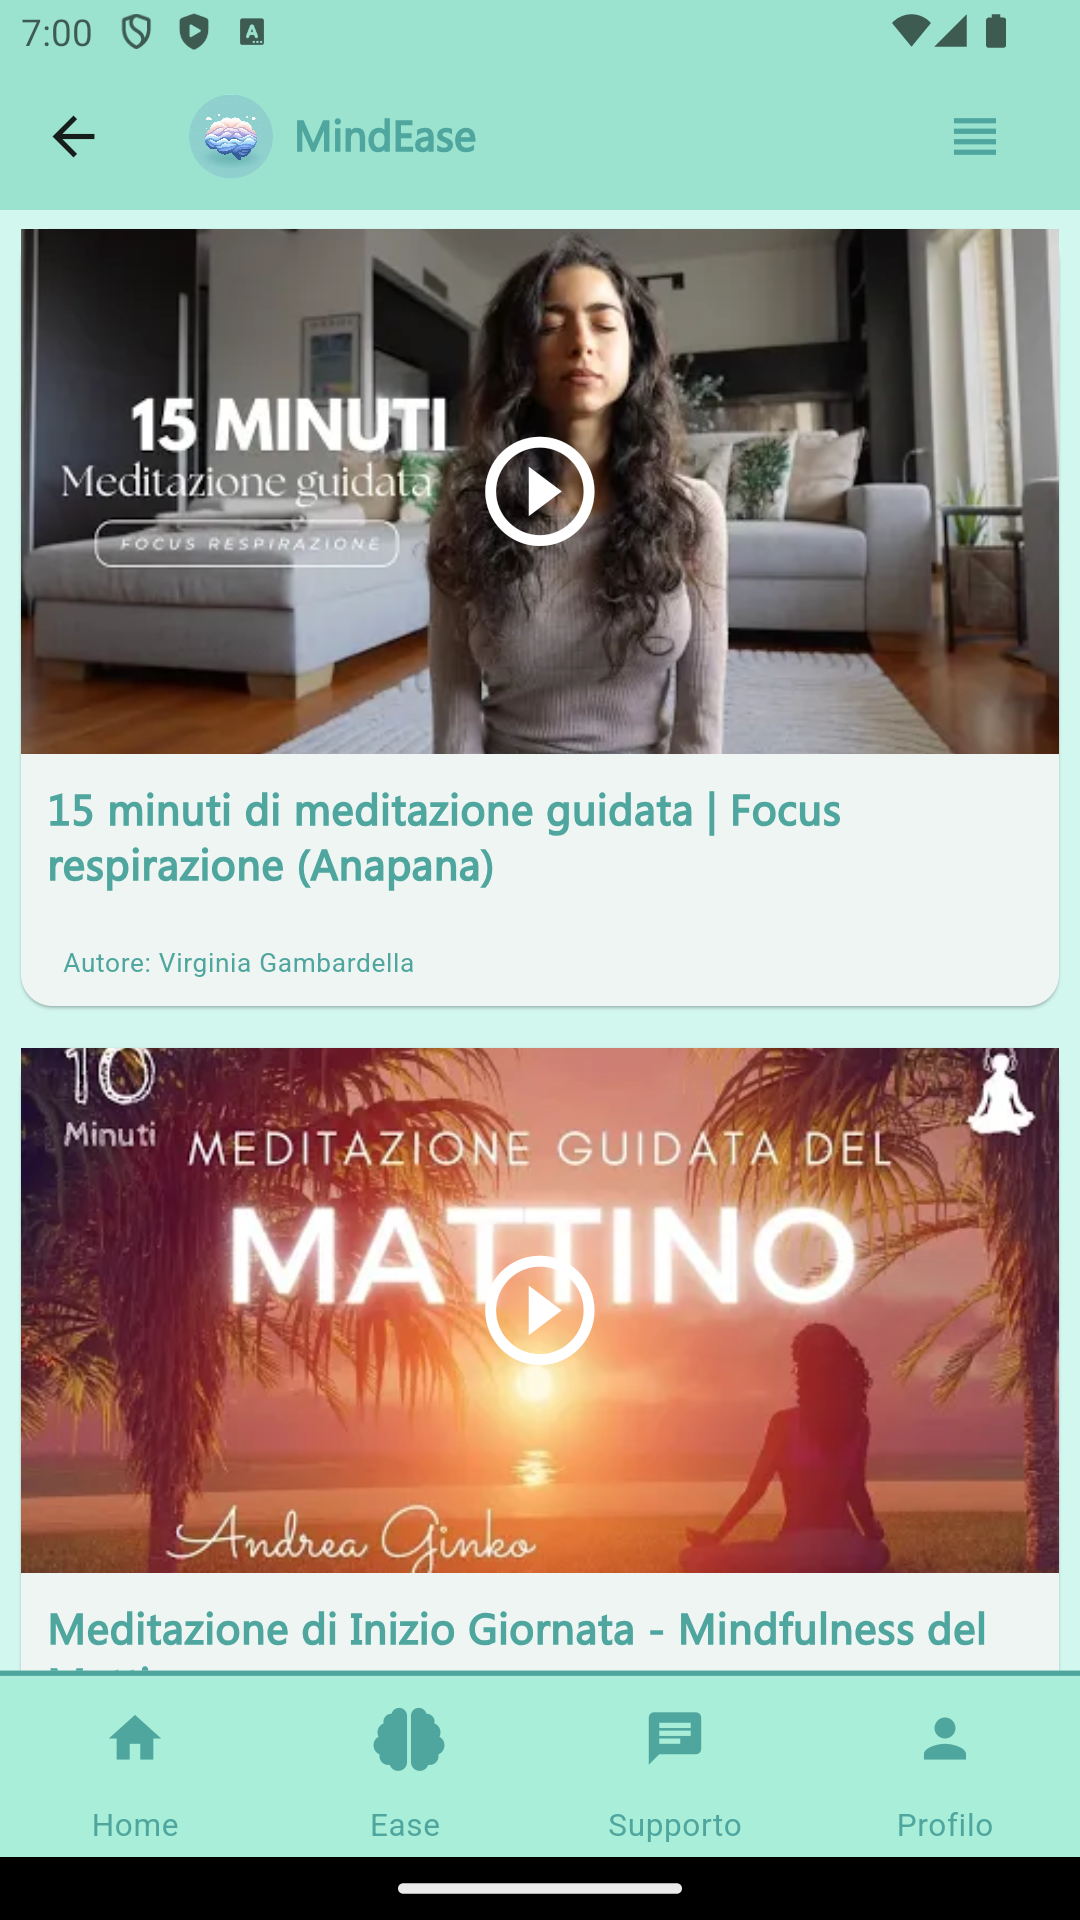 7:00
MindEase
15 MINUTI
Meditazione guidata
FOCUS RESPIRAZIONE
15 minuti di meditazione guidata | Focus
respirazione (Anapana)
Autore: Virginia Gambardella
10
Minuti
MEDITAZIONE GUIDATA DEL
MATTINO
Andrea Ginko
Meditazione di Inizio Giornata - Mindfulness del
Home
Ease
Supporto
Profilo